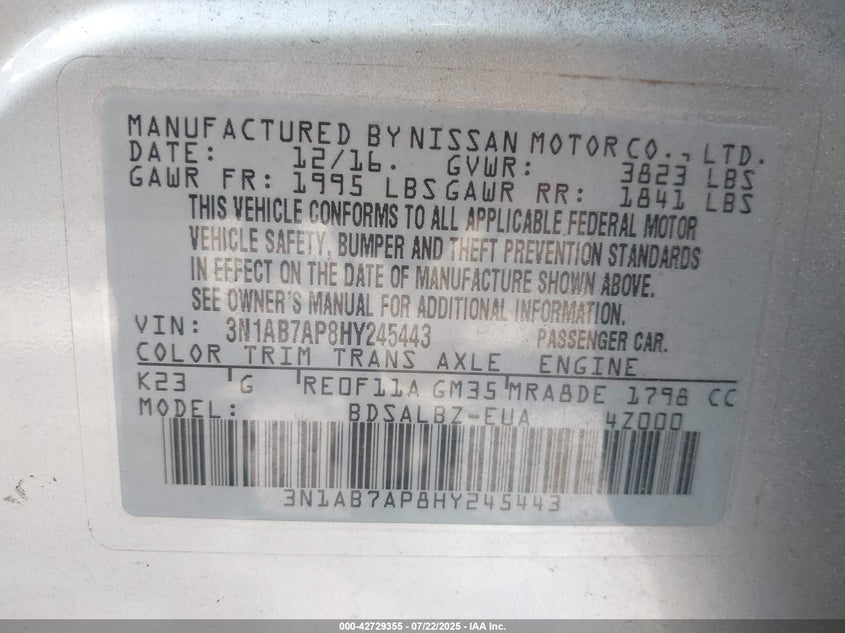 MANUFACTURED BY NISSAN MOTOR CO., LTD.
DATE: 12/16. GVWR: 3823 LBS
GAWR FR: 1995 LBS GAWR RR: 1841 LBS
THIS VEHICLE CONFORMS TO ALL APPLICABLE FEDERAL MOTOR
VEHICLE SAFETY, BUMPER AND THEFT PREVENTION STANDARDS
IN EFFECT ON THE DATE OF MANUFACTURE SHOWN ABOVE.
SEE OWNER'S MANUAL FOR ADDITIONAL INFORMATION.
VIN: 3N1AB7AP8HY245443 PASSENGER CAR.
COLOR TRIM TRANS AXLE ENGINE
K23 G RE0F11A GM35 MRA8DE 1798 CC
MODEL: BDSALBZ-EUA 4Z000
3N1AB7AP8HY245443
000-42729355 - 07/22/2025 - IAA Inc.